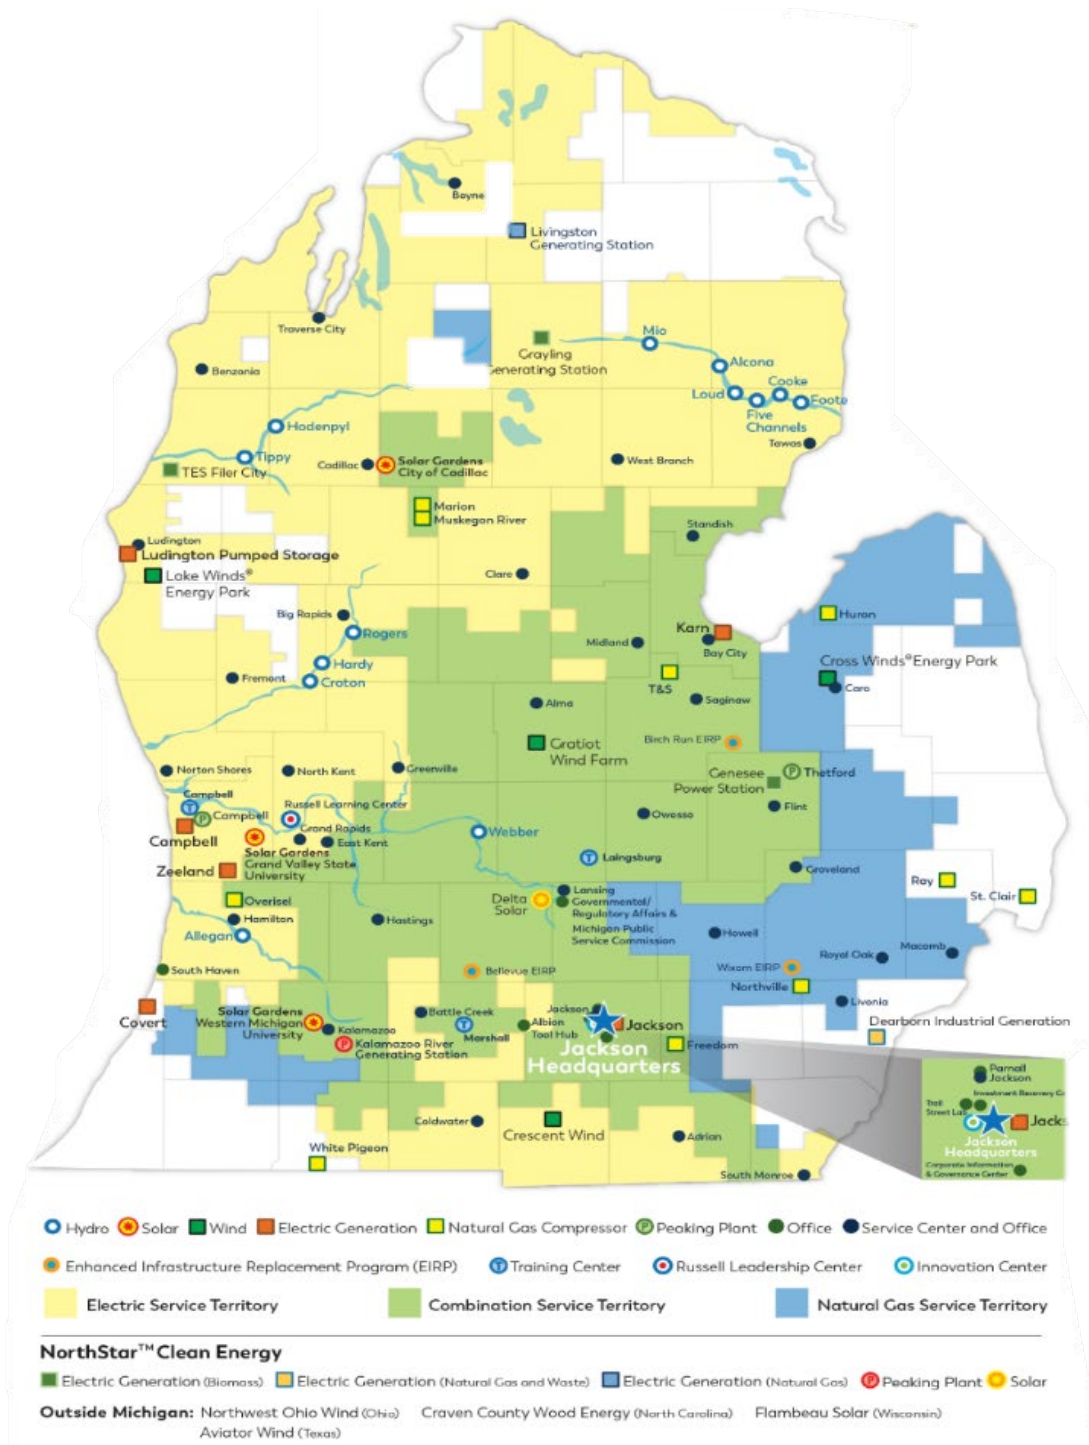 Boyne
Livingston
Generating Station
Traverse City
Mio
Grayling
Generating Station
Benzonia
Alcona
Cooke
Loud
Foote
Five
Channels
Hodenpyl
Tawas
Tippy
TES Filer City
Cadillac
Solar Gardens
City of Cadillac
West Branch
Marion
Muskegon River
Standish
Ludington
Ludington Pumped Storage
Lake Winds®
Energy Park
Clare
Big Rapids
Rogers
Huron
Karn
Midland
Bay City
Hardy
Cross Winds® Energy Park
Fremont
Croton
T&S
Caro
Alma
Saginaw
Gratiot
Wind Farm
Birch Run EIRP
Norton Shores
North Kent
Greenville
Genesee
Power Station
Thetford
Campbell
Campbell
Russell Learning Center
Flint
Owosso
Grand Rapids
Webber
Campbell
East Kent
Solar Gardens
Grand Valley State
University
Laingsburg
Zeeland
Groveland
Ray
St. Clair
Overisel
Delta
Solar
Lansing
Governmental/
Regulatory Affairs &
Michigan Public
Service Commission
Hamilton
Hastings
Allegan
Howell
Macomb
Royal Oak
South Haven
Bellevue EIRP
Wixom EIRP
Northville
Livonia
Covert
Solar Gardens
Western Michigan
University
Battle Creek
Jackson
Albion
Tool Hub
Jackson
Dearborn Industrial Generation
Kalamazoo
Marshall
Kalamazoo River
Generating Station
Freedom
Jackson
Headquarters
Parnall
Jackson
Investment Recovery
Trail
Street
Jacks
Jackson
Headquarters
Corporate Information
& Governance Center
Coldwater
Crescent Wind
Adrian
White Pigeon
South Monroe
Hydro Solar Wind Electric Generation Natural Gas Compressor Peaking Plant Office Service Center and Office
Enhanced Infrastructure Replacement Program (EIRP) Training Center Russell Leadership Center Innovation Center
Electric Service Territory Combination Service Territory Natural Gas Service Territory
NorthStar™ Clean Energy
Electric Generation (Biomass) Electric Generation (Natural Gas and Waste) Electric Generation (Natural Gas) Peaking Plant Solar
Outside Michigan: Northwest Ohio Wind (Ohio) Craven County Wood Energy (North Carolina) Flambeau Solar (Wisconsin)
Aviator Wind (Texas)